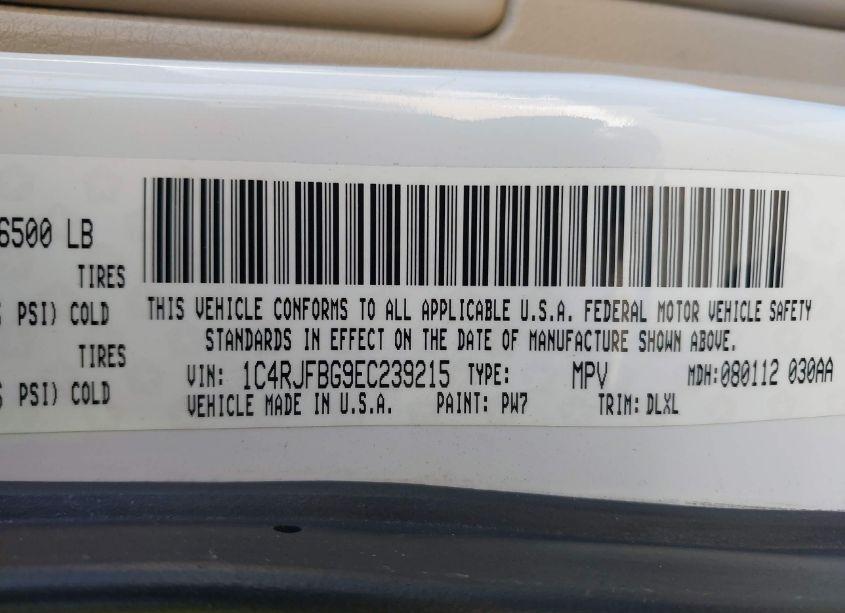 6500 LB
TIRES
PSI) COLD
TIRES
PSI) COLD
THIS VEHICLE CONFORMS TO ALL APPLICABLE U.S.A. FEDERAL MOTOR VEHICLE SAFETY
STANDARDS IN EFFECT ON THE DATE OF MANUFACTURE SHOWN ABOVE.
VIN: 1C4RJFBG9EC239215 TYPE: MPV MDH:080112 030AA
VEHICLE MADE IN U.S.A. PAINT: PW7 TRIM: DLXL